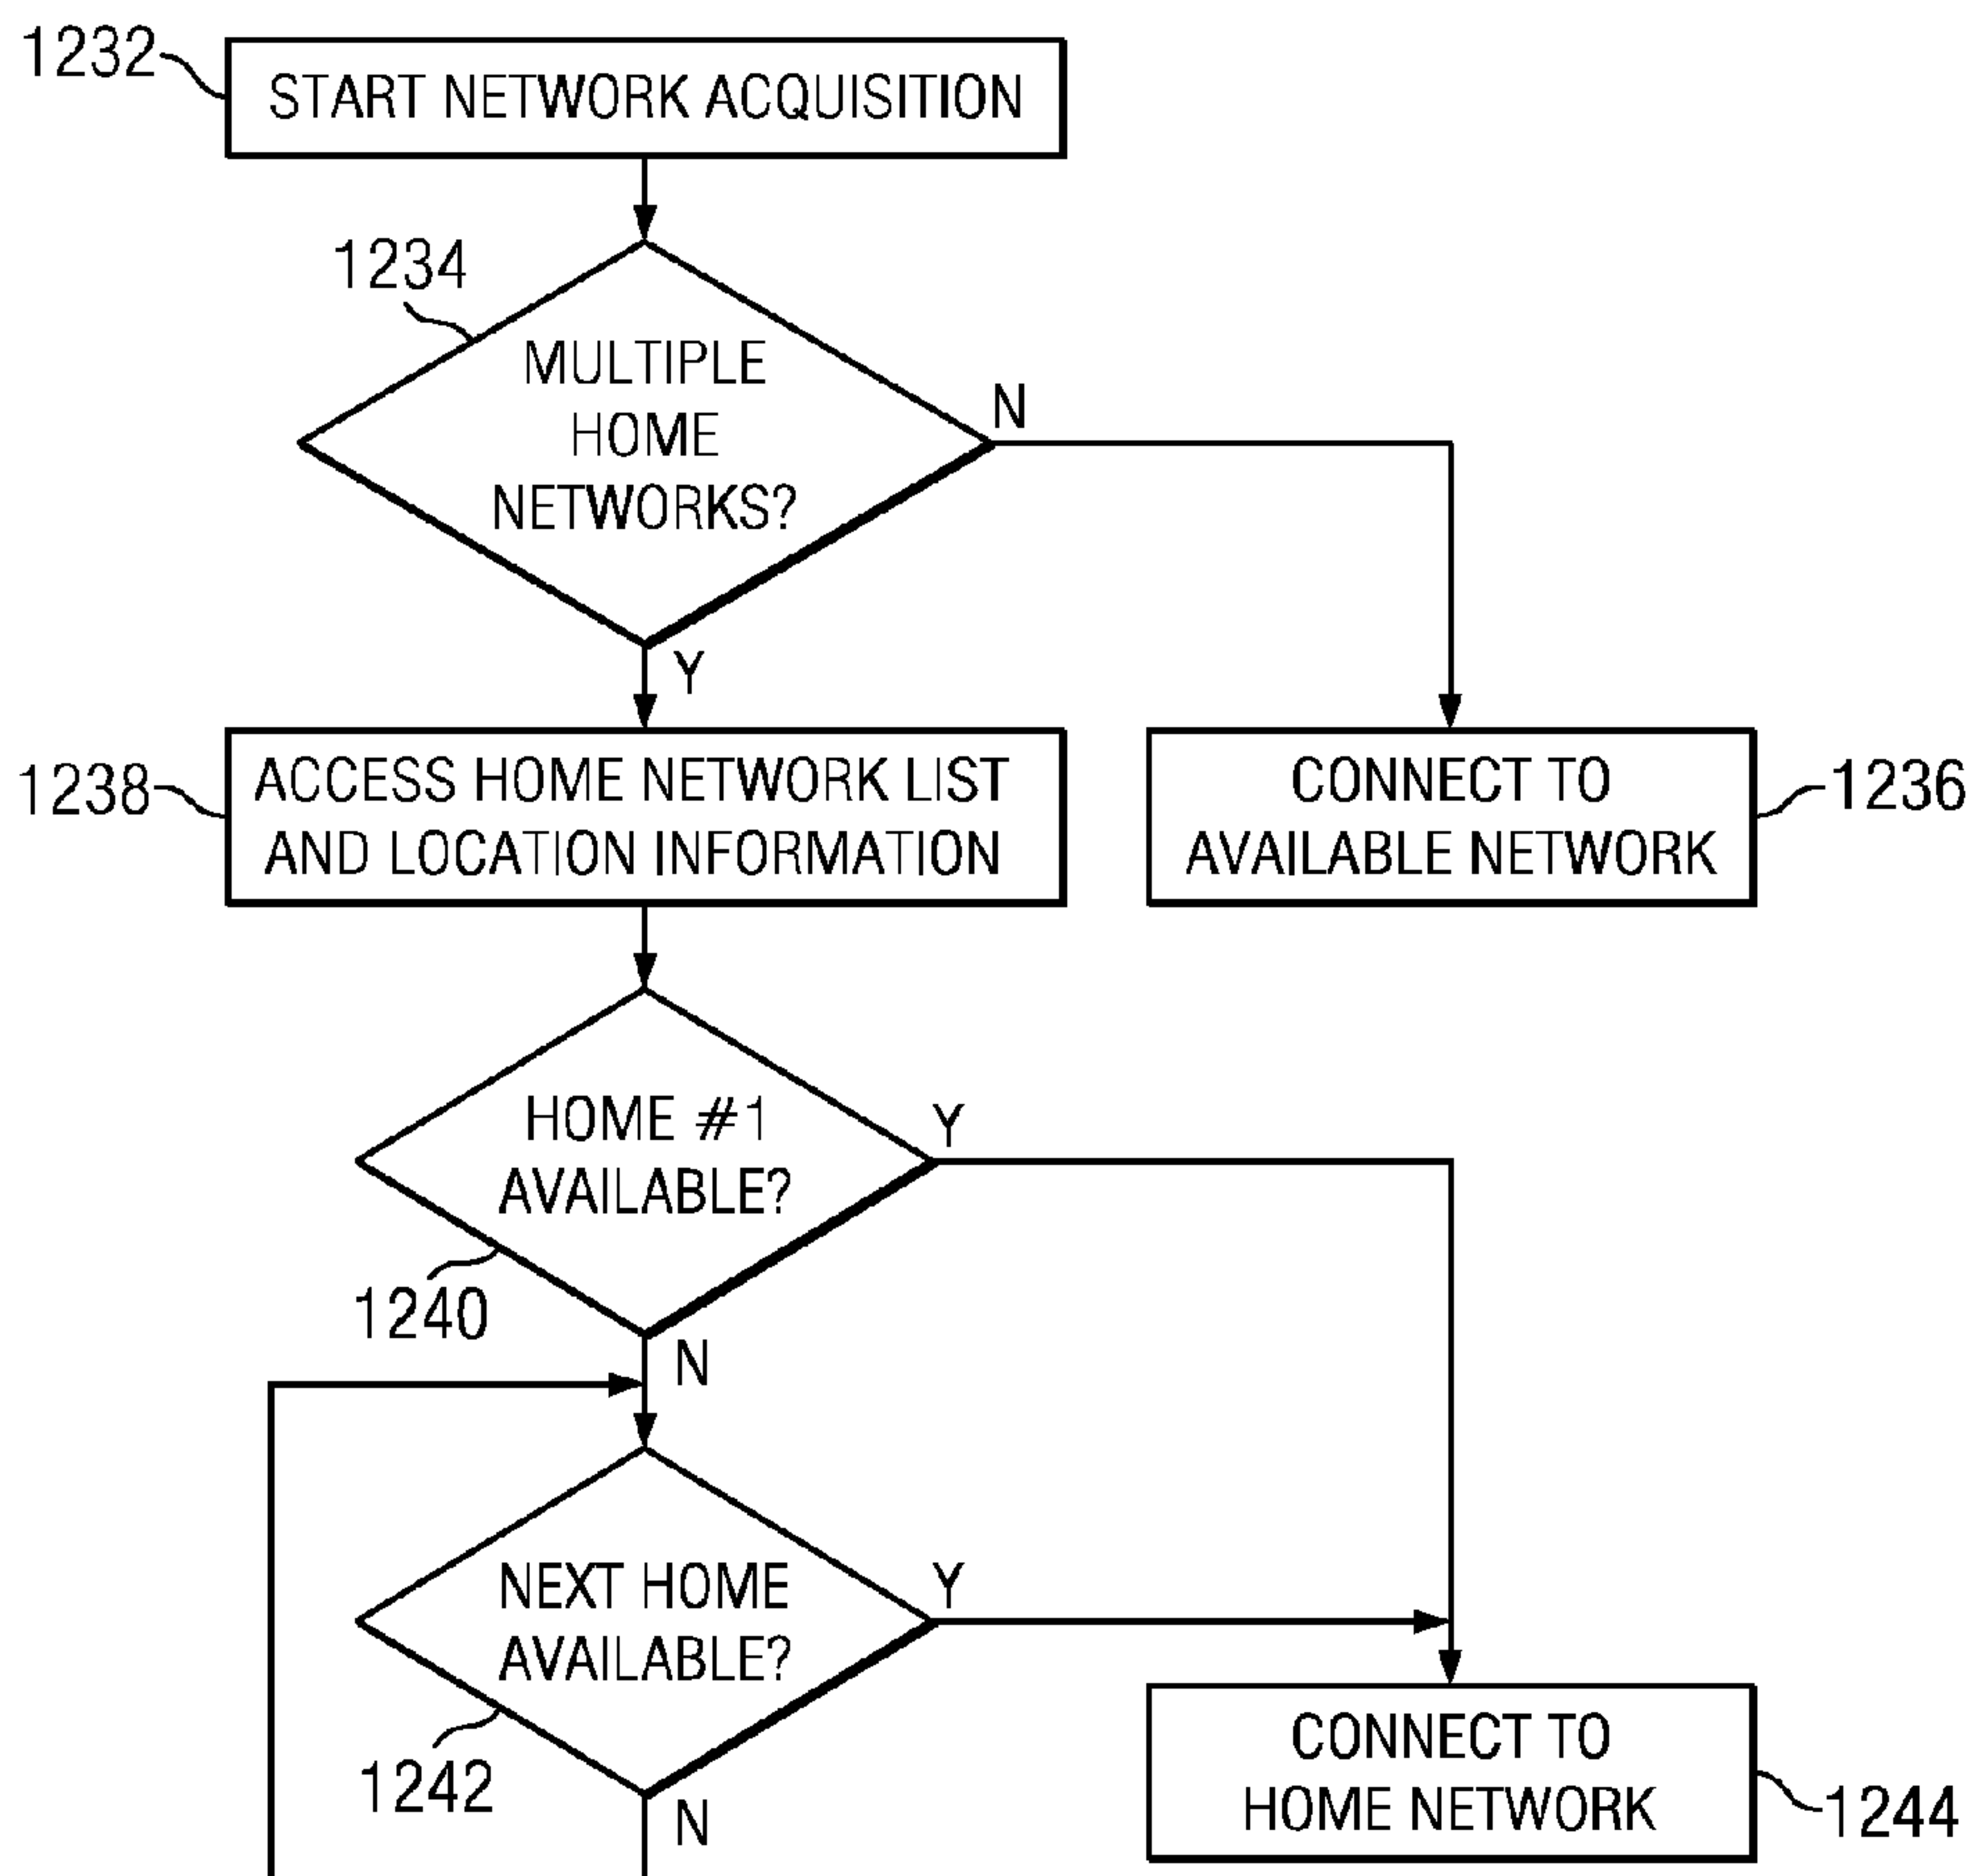 1232
START NETWORK ACQUISITION
1234
MULTIPLE
HOME
NETWORKS?
N
Y
1238
ACCESS HOME NETWORK LIST
AND LOCATION INFORMATION
CONNECT TO
AVAILABLE NETWORK
1236
HOME #1
AVAILABLE?
Y
1240
N
NEXT HOME
AVAILABLE?
Y
1242
N
CONNECT TO
HOME NETWORK
1244